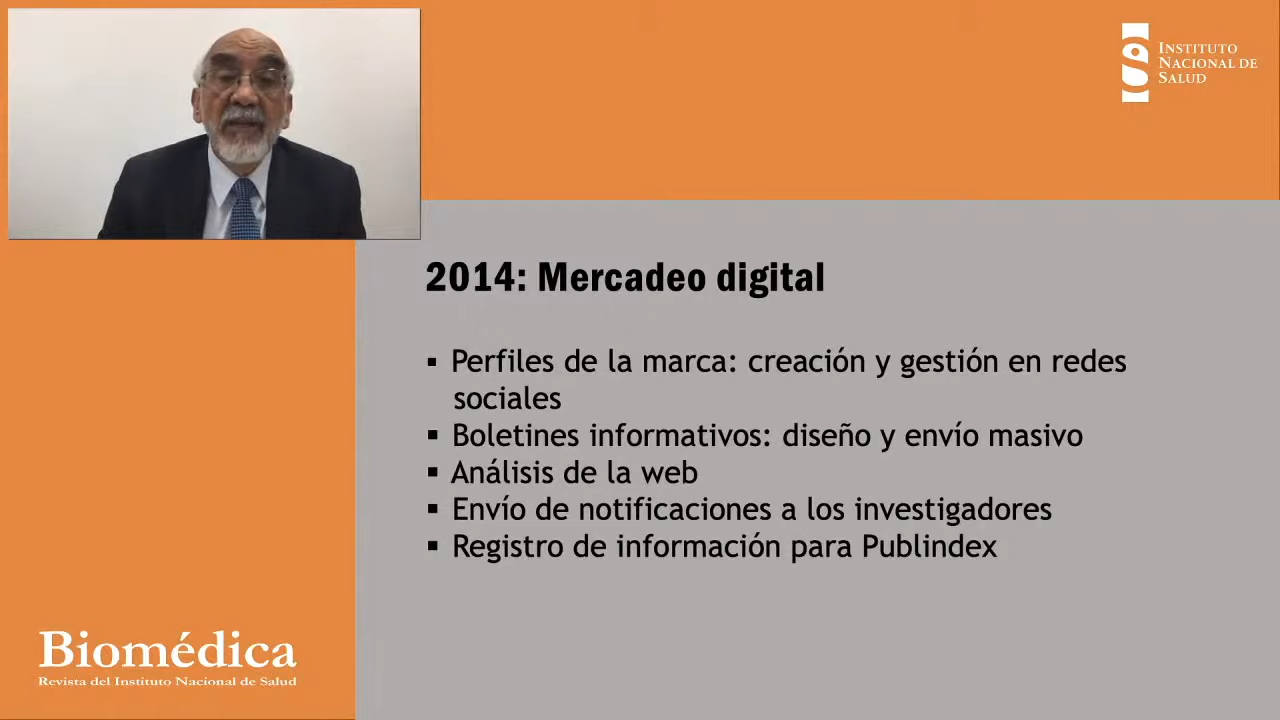 INSTITUTO
NACIONAL DE
SALUD
2014: Mercadeo digital
▪ Perfiles de la marca: creación y gestión en redes
sociales
▪ Boletines informativos: diseño y envío masivo
▪ Análisis de la web
▪ Envío de notificaciones a los investigadores
▪ Registro de información para Publindex
Biomédica
Revista del Instituto Nacional de Salud